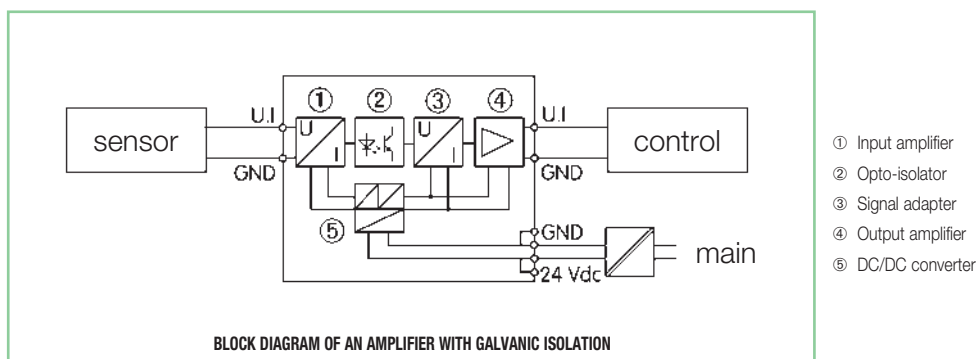 ① ② ③ ④
U.I U.I
sensor U I U I control
GND GND
⑤
GND
main
24 Vdc
BLOCK DIAGRAM OF AN AMPLIFIER WITH GALVANIC ISOLATION
① Input amplifier
② Opto-isolator
③ Signal adapter
④ Output amplifier
⑤ DC/DC converter